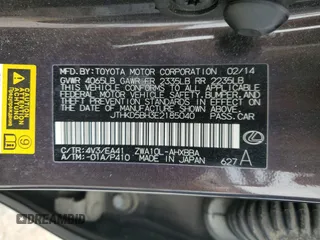 MFD. BY: TOYOTA MOTOR CORPORATION 02/14
GVWR 4065LB GAWR FR 2335LB RR 2235LB
THIS VEHICLE CONFORMS TO ALL APPLICABLE
FEDERAL MOTOR VEHICLE SAFETY, BUMPER, AND
THEFT PREVENTION STANDARDS IN EFFECT ON
THE DATE OF MANUFACTURE SHOWN ABOVE.
JTHKD5BH3E2185040 PASS.CAR
C/TR:4V3/EA41 ZWA10L-AHXBBA
A/TM:-01A/P410 MADE IN JAPAN 627 A